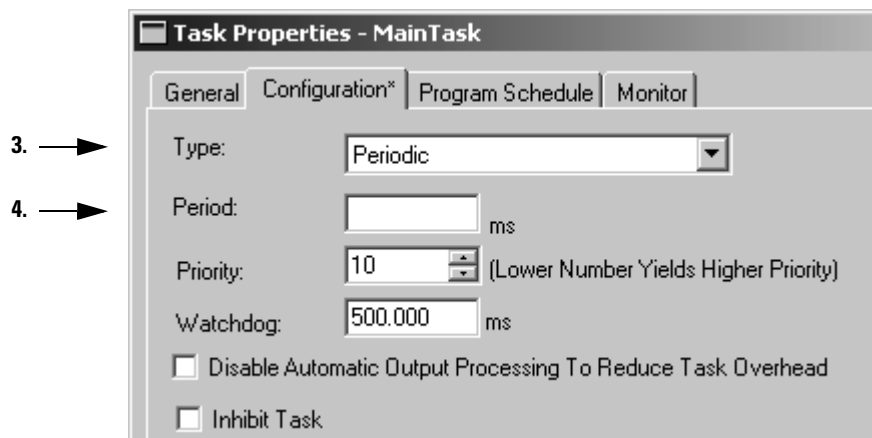 Task Properties - MainTask
General Configuration* Program Schedule Monitor
3. Type: Periodic
4. Period: ms
Priority: 10 (Lower Number Yields Higher Priority)
Watchdog: 500.000 ms
Disable Automatic Output Processing To Reduce Task Overhead
Inhibit Task